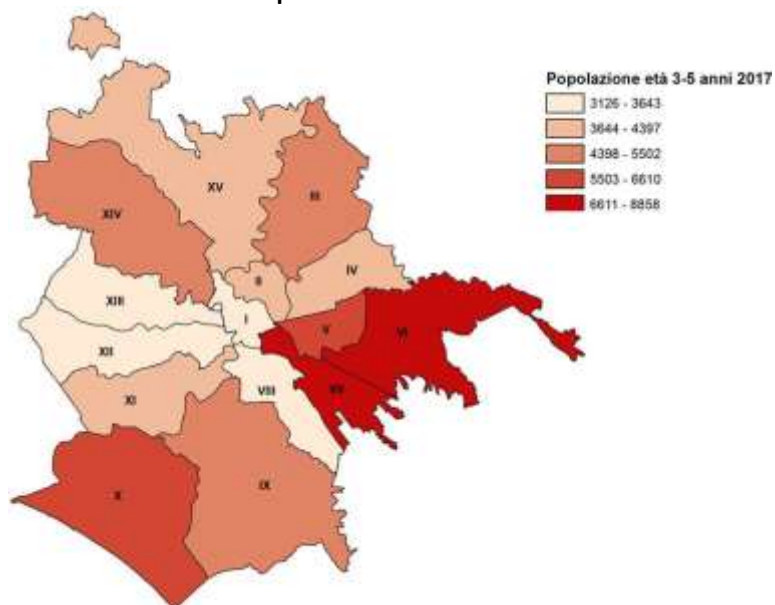 Popolazione età 3-5 anni 2017
3126 - 3643
3644 - 4397
4398 - 5502
5503 - 6610
6611 - 8858
XV
III
XIV
II
IV
XIII
I
V
VI
XII
VIII
VII
XI
X
IX